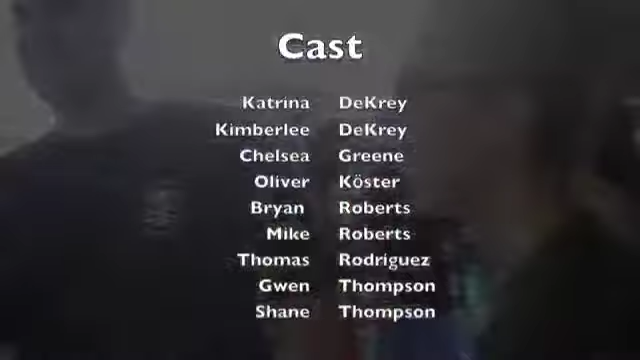 Cast
Katrina DeKrey
Kimberlee DeKrey
Chelsea Greene
Oliver Köster
Bryan Roberts
Mike Roberts
Thomas Rodriguez
Gwen Thompson
Shane Thompson